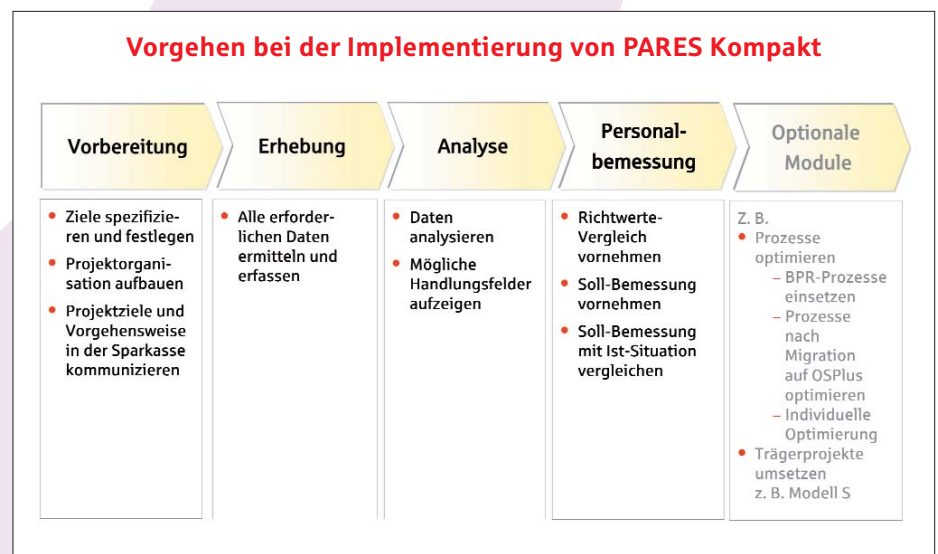 Vorgehen bei der Implementierung von PARES Kompakt
Vorbereitung
Erhebung
Analyse
Personal-
bemessung
Optionale
Module
• Ziele spezifizie-
ren und festlegen
• Projektorgani-
sation aufbauen
• Projektziele und
Vorgehensweise
in der Sparkasse
kommunizieren
• Alle erforder-
lichen Daten
ermitteln und
erfassen
• Daten
analysieren
• Mögliche
Handlungsfelder
aufzeigen
• Richtwerte-
Vergleich
vornehmen
• Soll-Bemessung
vornehmen
• Soll-Bemessung
mit Ist-Situation
vergleichen
Z. B.
• Prozesse
optimieren
– BPR-Prozesse
einsetzen
– Prozesse
nach
Migration
auf OSPlus
optimieren
– Individuelle
Optimierung
• Trägerprojekte
umsetzen
z. B. Modell S